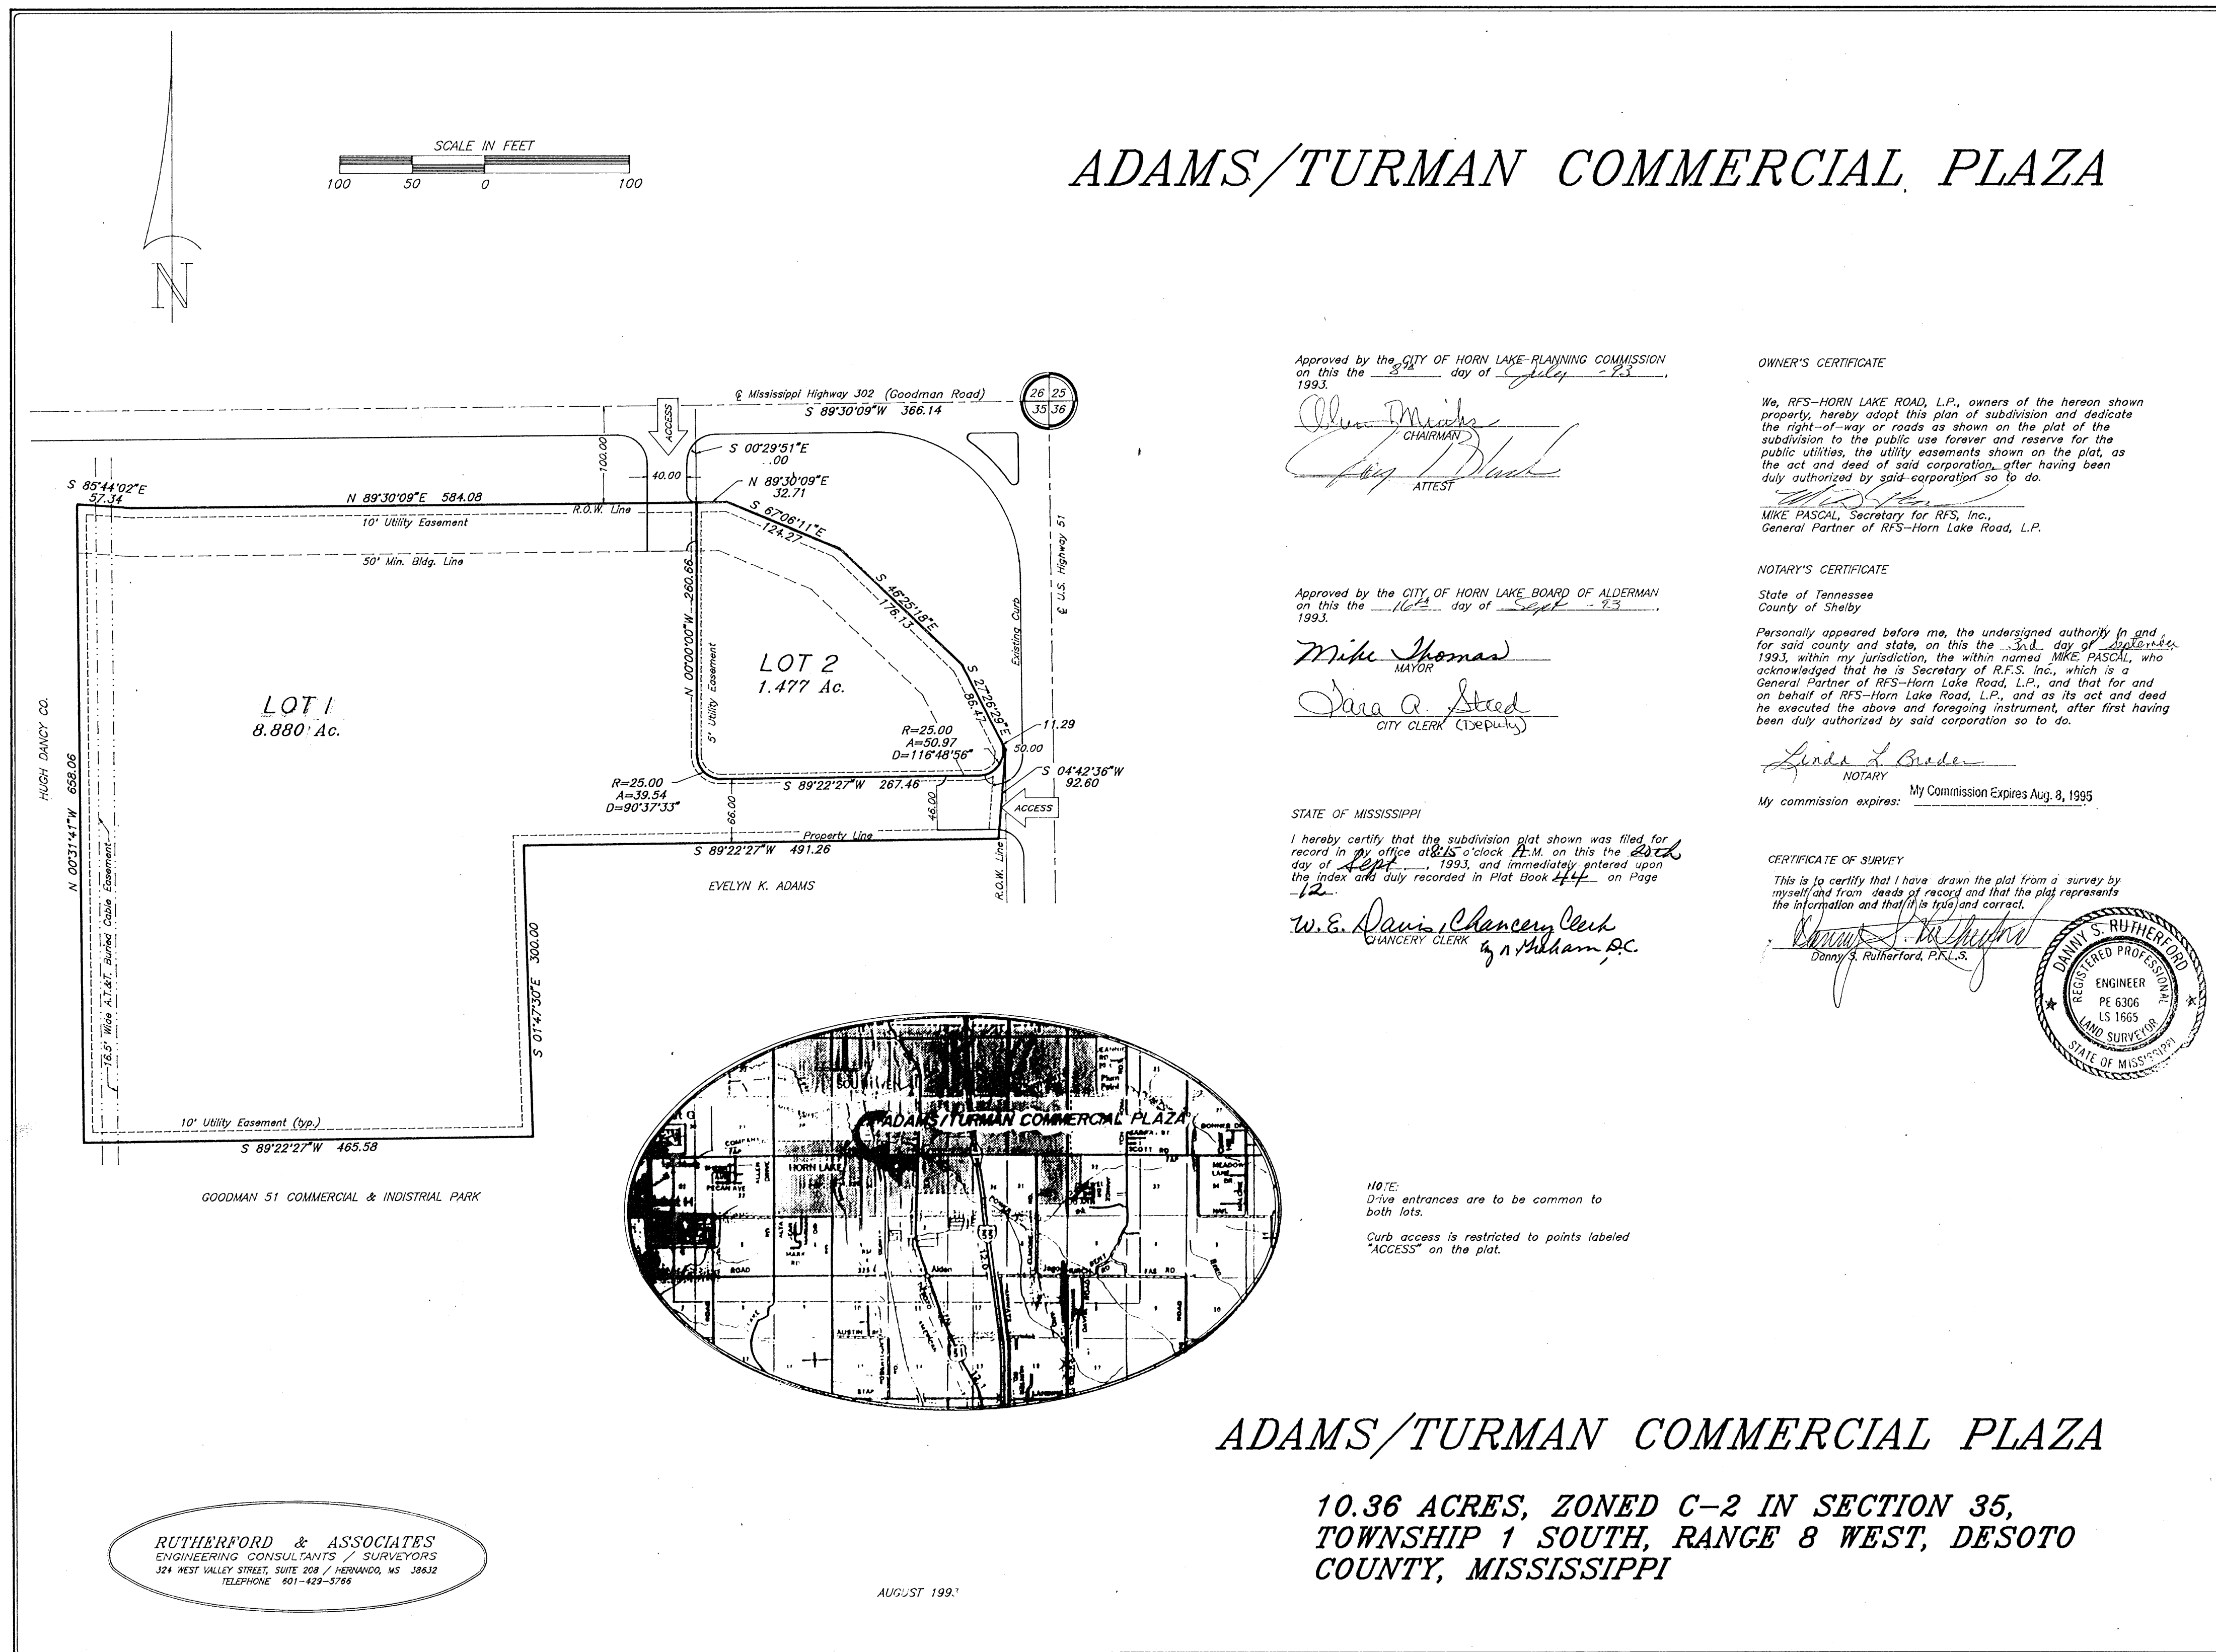 ADAMS/TURMAN COMMERCIAL PLAZA
SCALE IN FEET
100 50 0 100
N
℄ Mississippi Highway 302 (Goodman Road)
S 89°30'09"W 366.14
26 25
35 36
ACCESS
100.00
40.00
S 00°29'51"E
.00
N 89°30'09"E
32.71
S 85°44'02"E
57.34
N 89°30'09"E 584.08
R.O.W. Line
10' Utility Easement
50' Min. Bldg. Line
S 67°06'11"E
124.27
S 46°25'18"E
176.13
S 27°26'29"E
86.47
11.29
50.00
℄ U.S. Highway 51
Existing Curb
N 00°00'00"W 260.66
5' Utility Easement
LOT 2
1.477 Ac.
LOT 1
8.880 Ac.
HUGH DANCY CO.
N 00°31'41"W 658.06
16.5' Wide A.T.&T. Buried Cable Easement
R=25.00
A=50.97
D=116°48'56"
R=25.00
A=39.54
D=90°37'33"
S 89°22'27"W 267.46
S 04°42'36"W
92.60
66.00
46.00
ACCESS
Property Line
S 89°22'27"W 491.26
R.O.W. Line
EVELYN K. ADAMS
S 01°47'30"E 300.00
10' Utility Easement (typ.)
S 89°22'27"W 465.58
GOODMAN 51 COMMERCIAL & INDISTRIAL PARK
Approved by the CITY OF HORN LAKE PLANNING COMMISSION
on this the 8th day of July - 93,
1993.
CHAIRMAN
ATTEST
Approved by the CITY OF HORN LAKE BOARD OF ALDERMAN
on this the 16th day of Sept - 93,
1993.
Mike Thomas
MAYOR
Tara A. Steed
CITY CLERK (Deputy)
STATE OF MISSISSIPPI
I hereby certify that the subdivision plat shown was filed for
record in my office at 8:15 o'clock A.M. on this the 20th
day of Sept, 1993, and immediately entered upon
the index and duly recorded in Plat Book 44 on Page
12.
W. E. Davis, Chancery Clerk
CHANCERY CLERK
by Graham D.C.
OWNER'S CERTIFICATE
We, RFS-HORN LAKE ROAD, L.P., owners of the hereon shown
property, hereby adopt this plan of subdivision and dedicate
the right-of-way or roads as shown on the plat of the
subdivision to the public use forever and reserve for the
public utilities, the utility easements shown on the plat, as
the act and deed of said corporation, after having been
duly authorized by said corporation so to do.
MIKE PASCAL, Secretary for RFS, Inc.,
General Partner of RFS-Horn Lake Road, L.P.
NOTARY'S CERTIFICATE
State of Tennessee
County of Shelby
Personally appeared before me, the undersigned authority in and
for said county and state, on this the 3rd day of September
1993, within my jurisdiction, the within named MIKE PASCAL, who
acknowledged that he is Secretary of R.F.S. Inc., which is a
General Partner of RFS-Horn Lake Road, L.P., and that for and
on behalf of RFS-Horn Lake Road, L.P., and as its act and deed
he executed the above and foregoing instrument, after first having
been duly authorized by said corporation so to do.
Linda L. Braden
NOTARY
My commission expires: My Commission Expires Aug. 8, 1995
CERTIFICATE OF SURVEY
This is to certify that I have drawn the plat from a survey by
myself and from deeds of record and that the plat represents
the information and that it is true and correct.
Danny S. Rutherford
Danny S. Rutherford, P.E.L.S.
DANNY S. RUTHERFORD
REGISTERED PROFESSIONAL
ENGINEER
PE 6306
LS 1665
LAND SURVEYOR
STATE OF MISSISSIPPI
ADAMS/TURMAN COMMERCIAL PLAZA
HORN LAKE
SCOTT RD
MEADOW
LANE
DR
PECAN AVE
ROAD
Alden
FAS RD
AUSTIN
55
51
NOTE:
Drive entrances are to be common to
both lots.
Curb access is restricted to points labeled
"ACCESS" on the plat.
ADAMS/TURMAN COMMERCIAL PLAZA
10.36 ACRES, ZONED C-2 IN SECTION 35,
TOWNSHIP 1 SOUTH, RANGE 8 WEST, DESOTO
COUNTY, MISSISSIPPI
RUTHERFORD & ASSOCIATES
ENGINEERING CONSULTANTS / SURVEYORS
324 WEST VALLEY STREET, SUITE 208 / HERNANDO, MS 38632
TELEPHONE 601-429-5766
AUGUST 1993